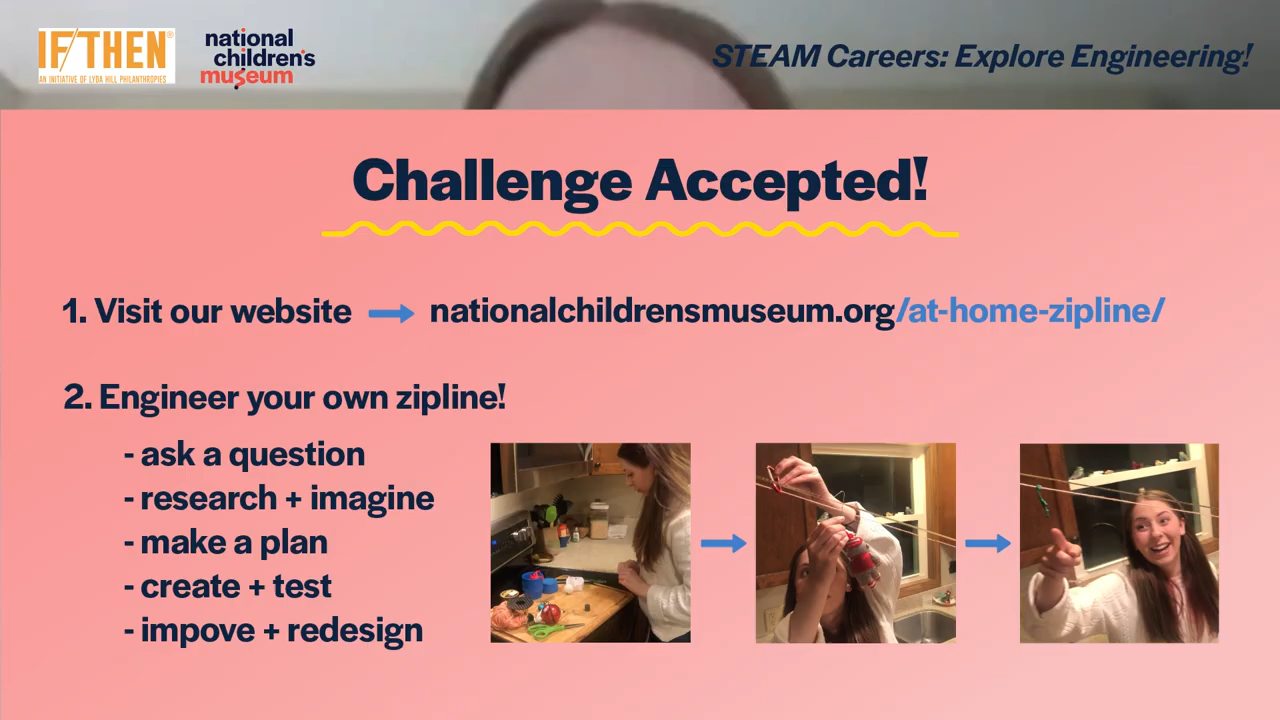 IF/THEN®
AN INITIATIVE OF LYDA HILL PHILANTHROPIES
national
children's
museum
STEAM Careers: Explore Engineering!
Challenge Accepted!
1. Visit our website nationalchildrensmuseum.org/at-home-zipline/
2. Engineer your own zipline!
- ask a question
- research + imagine
- make a plan
- create + test
- impove + redesign